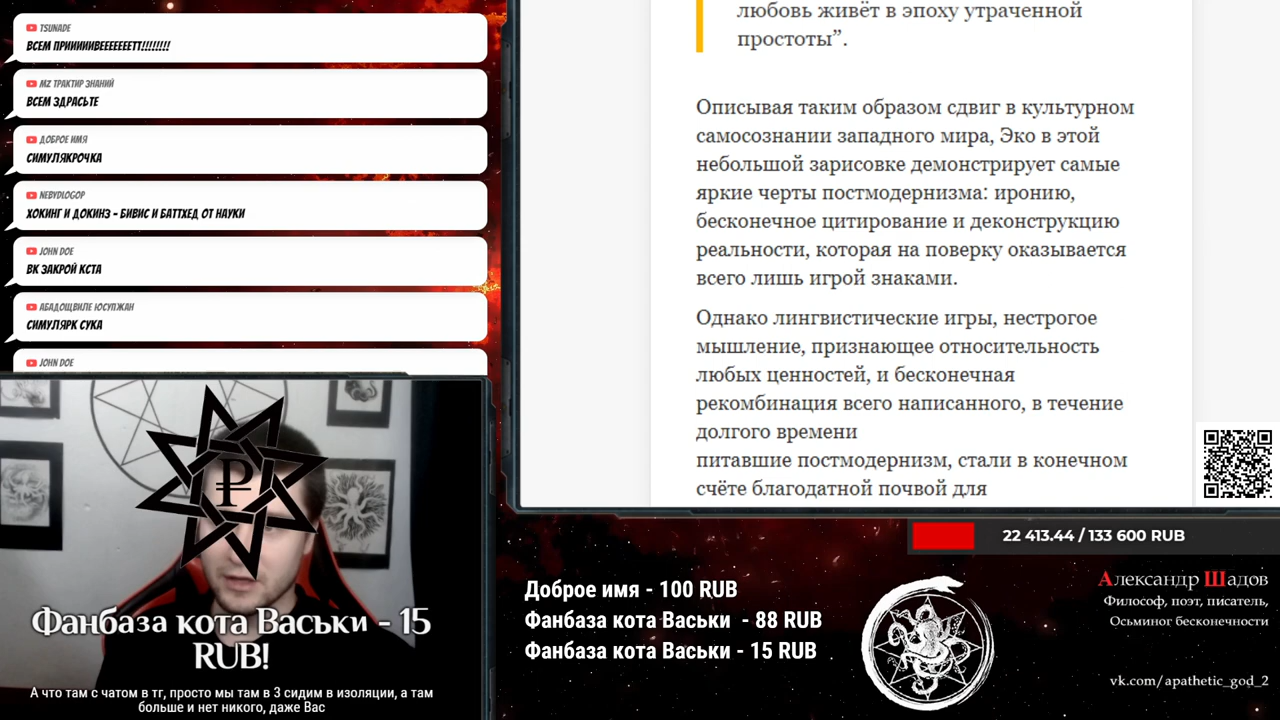 TSUNADE
ВСЕМ ПРИИИИИВЕЕЕЕЕЕЕТТ!!!!!!!!
MZ ТРАКТИР ЗНАНИЙ
ВСЕМ ЗДРАСЬТЕ
ДОБРОЕ ИМЯ
СИМУЛЯКРОЧКА
NEBYDLOGOP
ХОКИНГ И ДОКИНЗ - БИВИС И БАТТХЕД ОТ НАУКИ
JOHN DOE
ВК ЗАКРОЙ КСТА
АБАДОЩВИЛЕ ЮСУПЖАН
СИМУЛЯРК СУКА
JOHN DOE
любовь живёт в эпоху утраченной
простоты”.
Описывая таким образом сдвиг в культурном
самосознании западного мира, Эко в этой
небольшой зарисовке демонстрирует самые
яркие черты постмодернизма: иронию,
бесконечное цитирование и деконструкцию
реальности, которая на поверку оказывается
всего лишь игрой знаками.
Однако лингвистические игры, нестрогое
мышление, признающее относительность
любых ценностей, и бесконечная
рекомбинация всего написанного, в течение
долгого времени
питавшие постмодернизм, стали в конечном
счёте благодатной почвой для
₽
Фанбаза кота Васьки - 15
RUB!
А что там с чатом в тг, просто мы там в 3 сидим в изоляции, а там
больше и нет никого, даже Вас
22 413.44 / 133 600 RUB
Доброе имя - 100 RUB
Фанбаза кота Васьки - 88 RUB
Фанбаза кота Васьки - 15 RUB
Александр Шадов
Философ, поэт, писатель,
Осьминог бесконечности
vk.com/apathetic_god_2